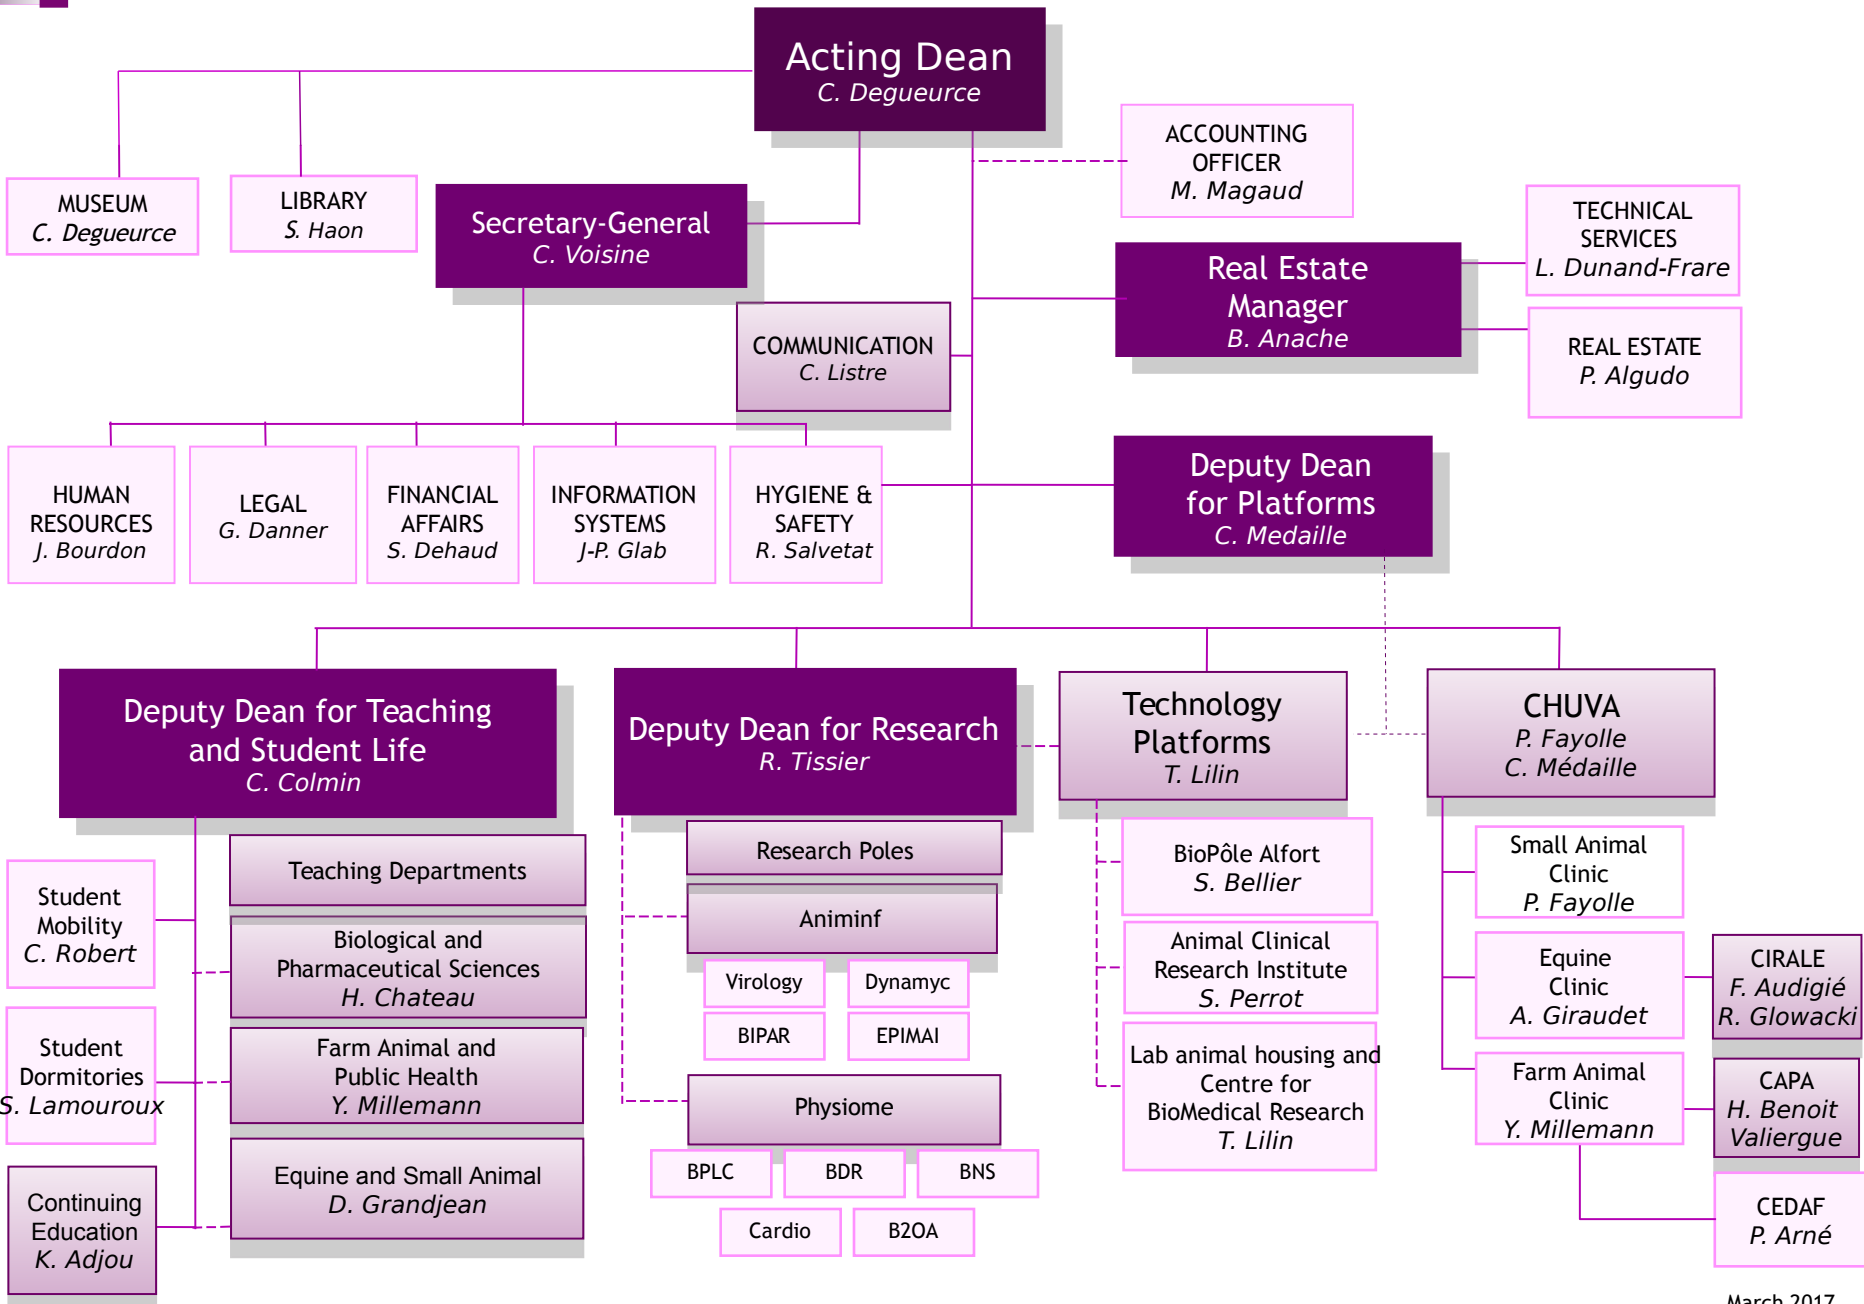 Acting Dean
C. Degueurce
ACCOUNTING
OFFICER
M. Magaud
MUSEUM
C. Degueurce
LIBRARY
S. Haon
Secretary-General
C. Voisine
TECHNICAL
SERVICES
L. Dunand-Frare
Real Estate
Manager
B. Anache
COMMUNICATION
C. Listre
REAL ESTATE
P. Algudo
HUMAN
RESOURCES
J. Bourdon
LEGAL
G. Danner
FINANCIAL
AFFAIRS
S. Dehaud
INFORMATION
SYSTEMS
J-P. Glab
HYGIENE &
SAFETY
R. Salvetat
Deputy Dean
for Platforms
C. Medaille
Deputy Dean for Teaching
and Student Life
C. Colmin
Deputy Dean for Research
R. Tissier
Technology
Platforms
T. Lilin
CHUVA
P. Fayolle
C. Médaille
Student
Mobility
C. Robert
Student
Dormitories
S. Lamouroux
Continuing
Education
K. Adjou
Teaching Departments
Biological and
Pharmaceutical Sciences
H. Chateau
Farm Animal and
Public Health
Y. Millemann
Equine and Small Animal
D. Grandjean
Research Poles
Animinf
Virology
Dynamyc
BIPAR
EPIMAI
Physiome
BPLC
BDR
BNS
Cardio
B2OA
BioPôle Alfort
S. Bellier
Animal Clinical
Research Institute
S. Perrot
Lab animal housing and
Centre for
BioMedical Research
T. Lilin
Small Animal
Clinic
P. Fayolle
Equine
Clinic
A. Giraudet
Farm Animal
Clinic
Y. Millemann
CIRALE
F. Audigié
R. Glowacki
CAPA
H. Benoit
Valiergue
CEDAF
P. Arné
March 2017